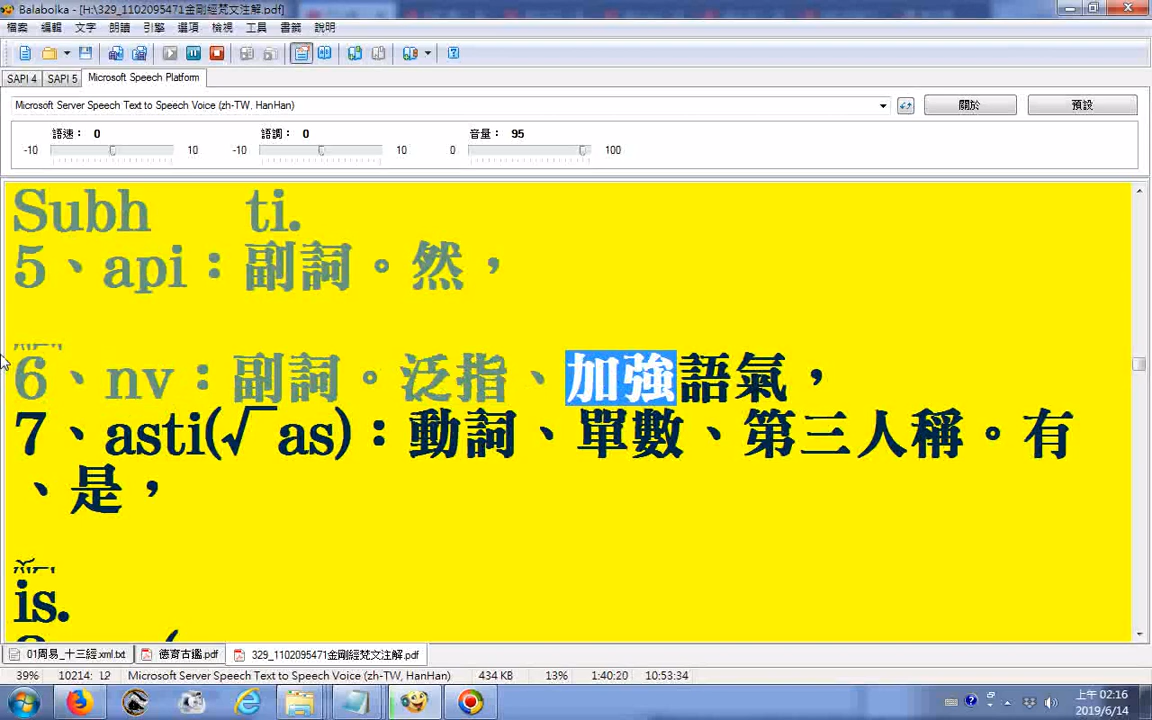 Balabolka - [H:\329_1102095471金剛經梵文注解.pdf]
檔案 編輯 文字 朗讀 引擎 選項 檢視 工具 書籤 說明
SAPI 4 SAPI 5 Microsoft Speech Platform
Microsoft Server Speech Text to Speech Voice (zh-TW, HanHan)
關於 預設
語速： 0 語調： 0 音量： 95
-10 10 -10 10 0 100
Subh ti.
5、api：副詞。然，
6、nv：副詞。泛指、加強語氣，
7、asti(√ as)：動詞、單數、第三人稱。有
、是，
is.
01周易_十三經.xml.txt 德育古鑑.pdf 329_1102095471金剛經梵文注解.pdf
39% 10214: L2 Microsoft Server Speech Text to Speech Voice (zh-TW, HanHan) 434 KB 13% 1:40:20 10:53:34
上午 02:16
2019/6/14